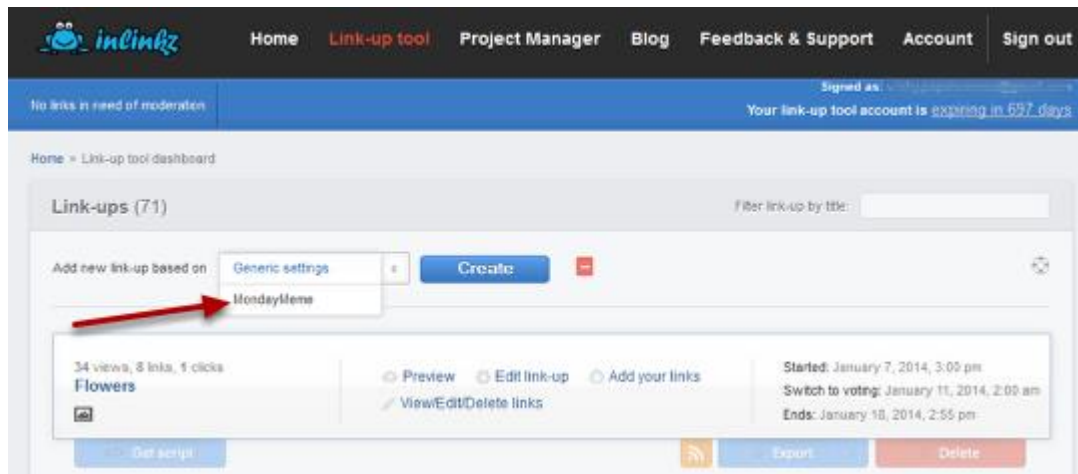 inlinkz Home Link-up tool Project Manager Blog Feedback & Support Account Sign out
No links in need of moderation
Signed as:
Your link-up tool account is expiring in 697 days
Home » Link-up tool dashboard
Link-ups (71)
Filter link-up by title:
Add new link-up based on Generic settings Create
MondayMeme
34 views, 8 links, 1 clicks
Flowers
Preview Edit link-up Add your links
View/Edit/Delete links
Started: January 7, 2014, 3:00 pm
Switch to voting: January 11, 2014, 2:00 am
Ends: January 18, 2014, 2:55 pm
Get script Export Delete